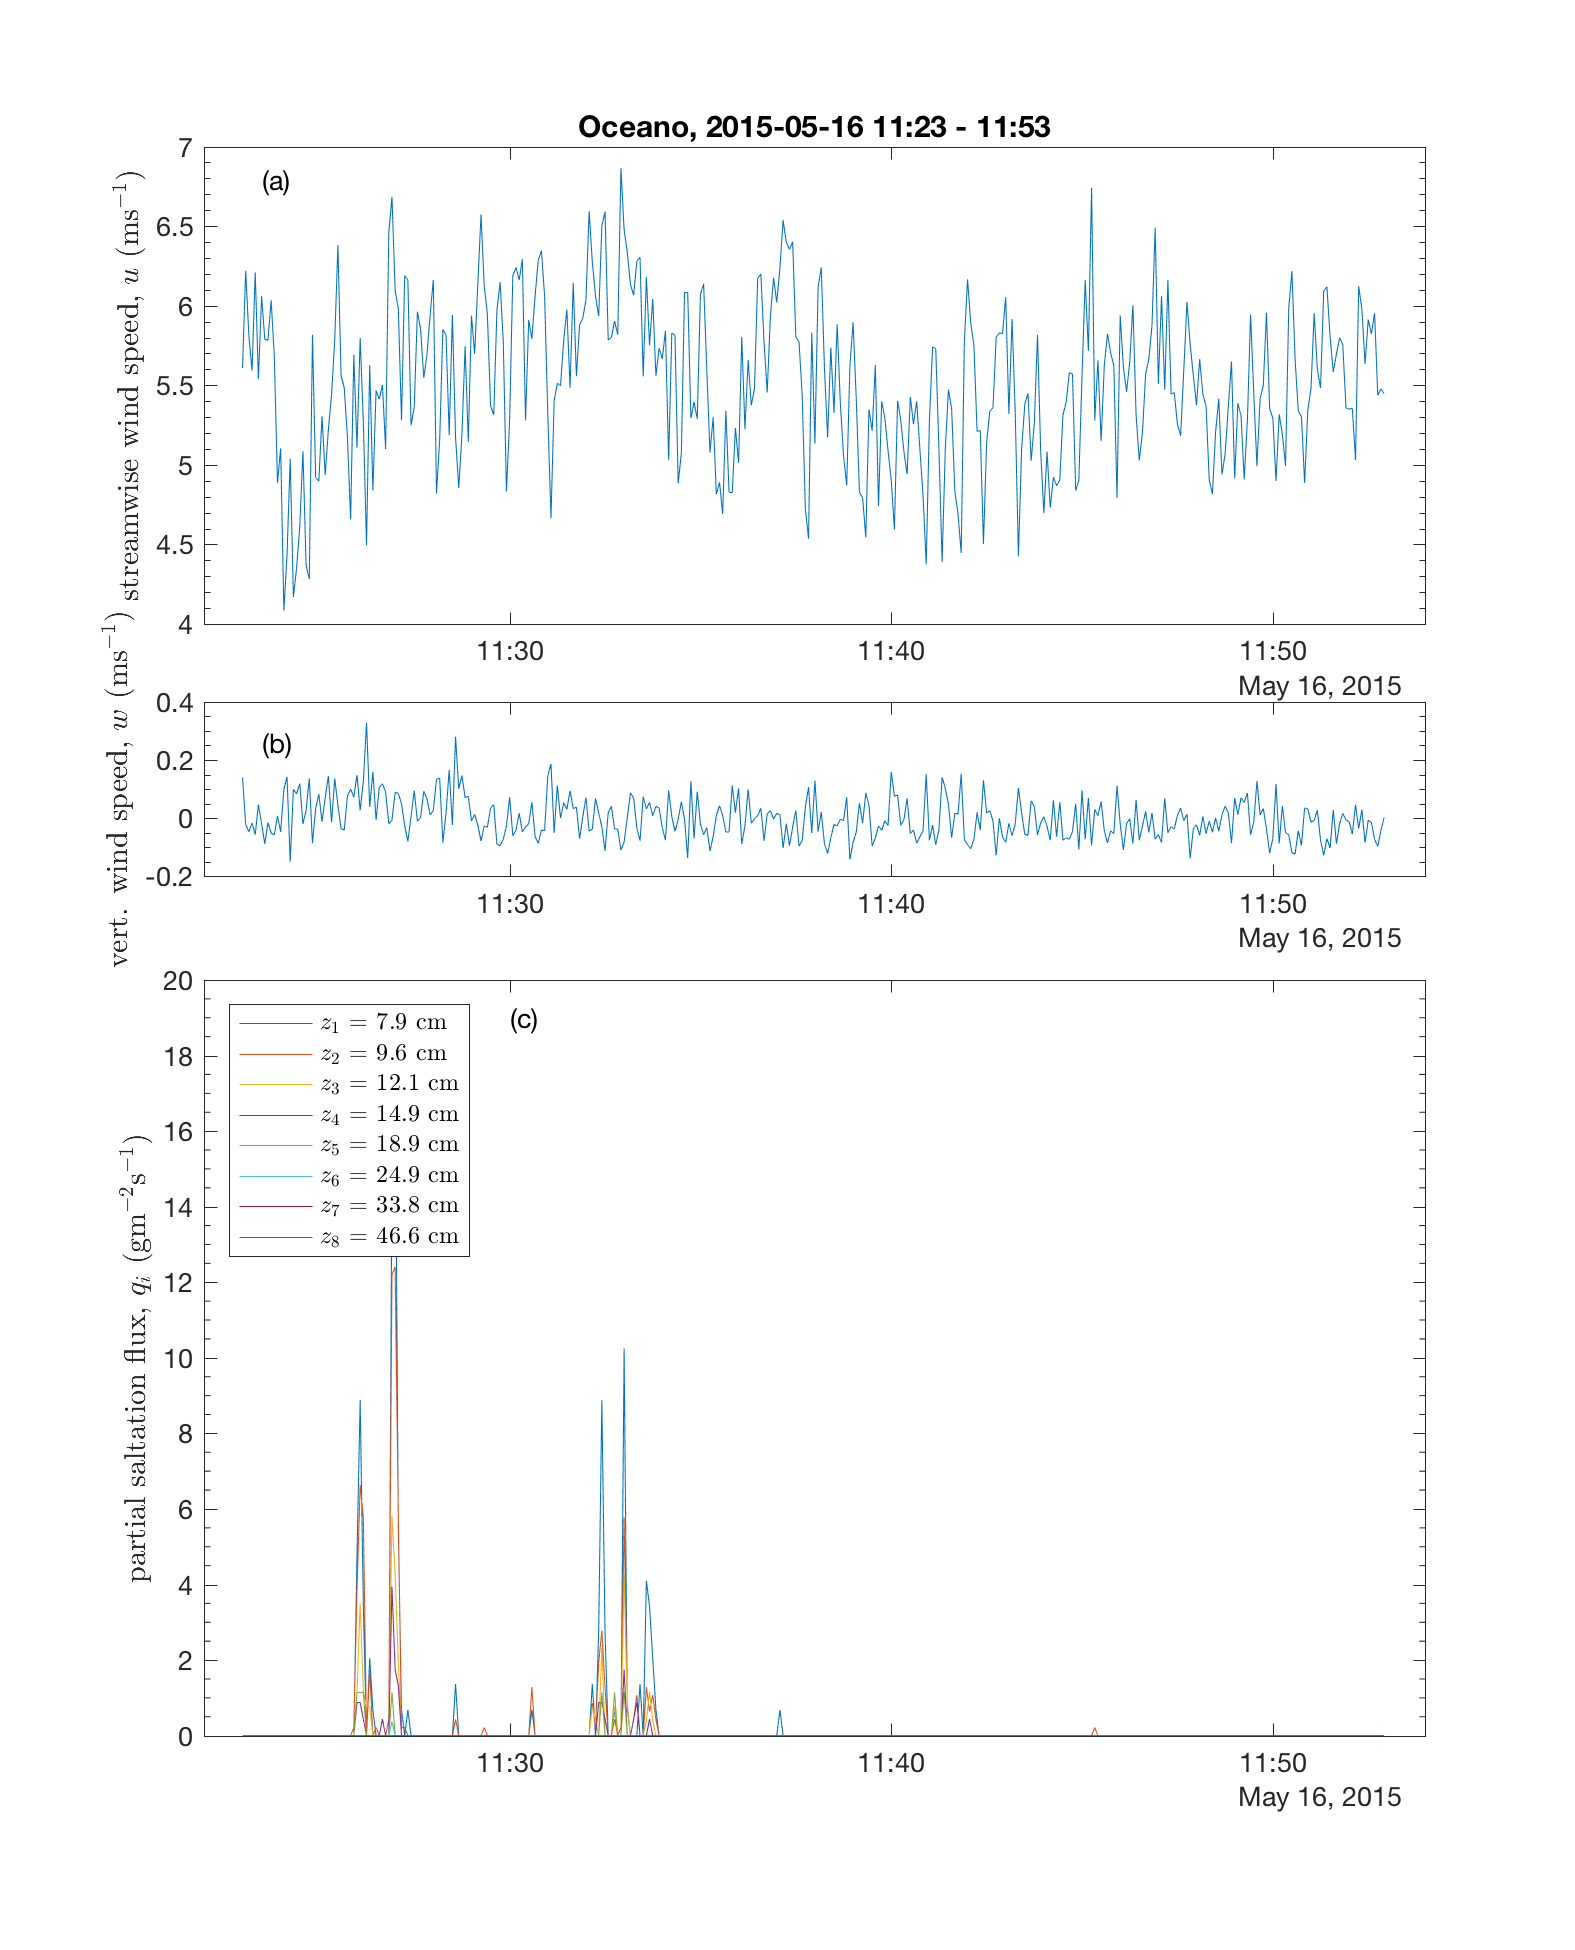 Oceano, 2015-05-16 11:23 - 11:53
(a)
streamwise wind speed, u (ms⁻¹)
7
6.5
6
5.5
5
4.5
4
11:30 11:40 11:50
May 16, 2015
(b)
vert. wind speed, w (ms⁻¹)
0.4
0.2
0
-0.2
11:30 11:40 11:50
May 16, 2015
(c)
partial saltation flux, qᵢ (gm⁻²s⁻¹)
20
18
16
14
12
10
8
6
4
2
0
z₁ = 7.9 cm
z₂ = 9.6 cm
z₃ = 12.1 cm
z₄ = 14.9 cm
z₅ = 18.9 cm
z₆ = 24.9 cm
z₇ = 33.8 cm
z₈ = 46.6 cm
11:30 11:40 11:50
May 16, 2015